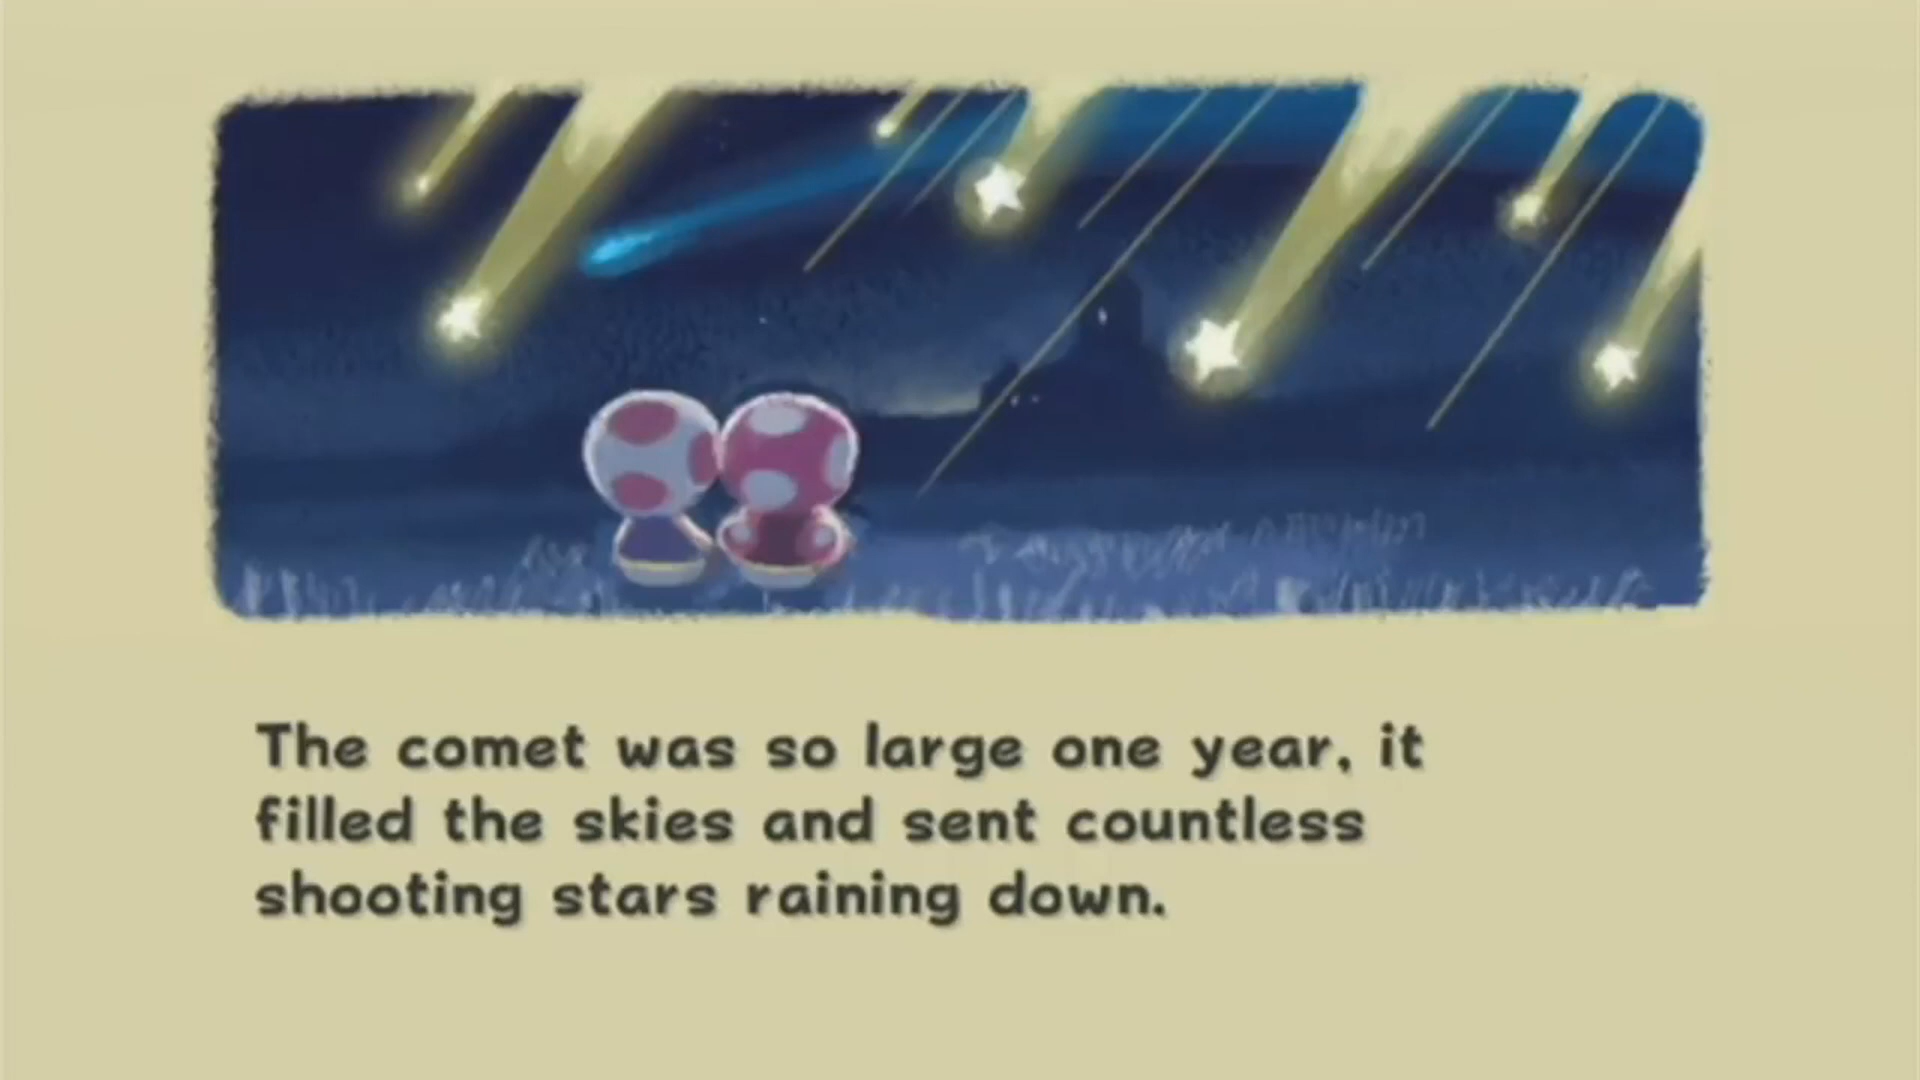 The comet was so large one year, it
filled the skies and sent countless
shooting stars raining down.